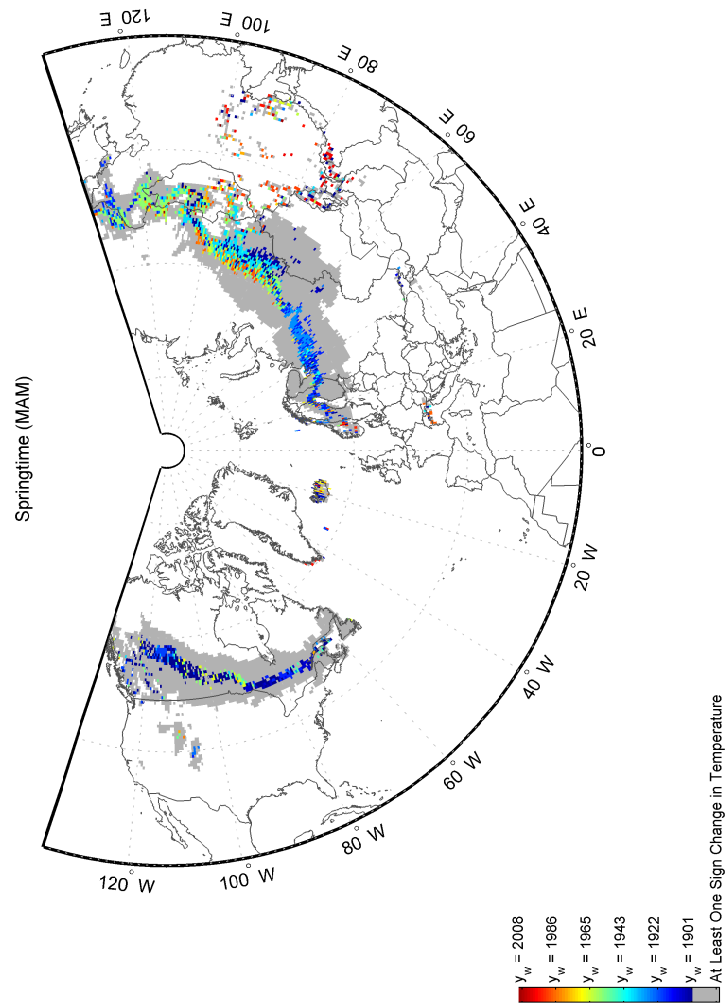 Springtime (MAM)
120 E
100 E
80 E
60 E
40 E
20 E
0
20 W
40 W
60 W
80 W
100 W
120 W
y_w = 2008
y_w = 1986
y_w = 1965
y_w = 1943
y_w = 1922
y_w = 1901
At Least One Sign Change in Temperature